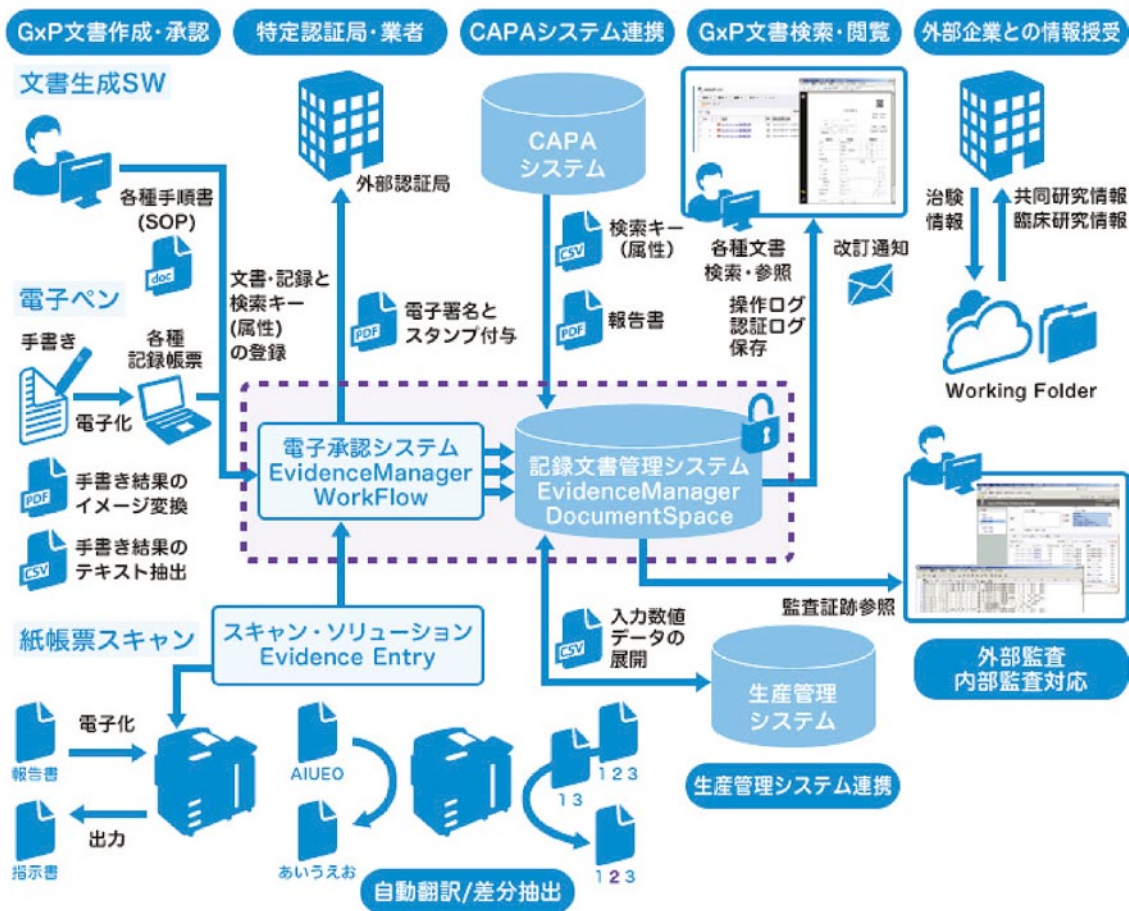 GxP文書作成・承認
特定認証局・業者
CAPAシステム連携
GxP文書検索・閲覧
外部企業との情報授受
文書生成SW
各種手順書
(SOP)
doc
文書・記録と
検索キー
(属性)
の登録
電子ペン
手書き
各種
記録帳票
電子化
PDF
手書き結果の
イメージ変換
CSV
手書き結果の
テキスト抽出
外部認証局
PDF
電子署名と
スタンプ付与
CAPA
システム
CSV
検索キー
(属性)
PDF
報告書
各種文書
検索・参照
改訂通知
操作ログ
認証ログ
保存
治験
情報
共同研究情報
臨床研究情報
Working Folder
電子承認システム
EvidenceManager
WorkFlow
記録文書管理システム
EvidenceManager
DocumentSpace
監査証跡参照
外部監査
内部監査対応
紙帳票スキャン
スキャン・ソリューション
Evidence Entry
CSV
入力数値
データの
展開
生産管理
システム
生産管理システム連携
報告書
電子化
指示書
出力
AIUEO
あいうえお
1 3
1 2 3
1 2 3
自動翻訳/差分抽出